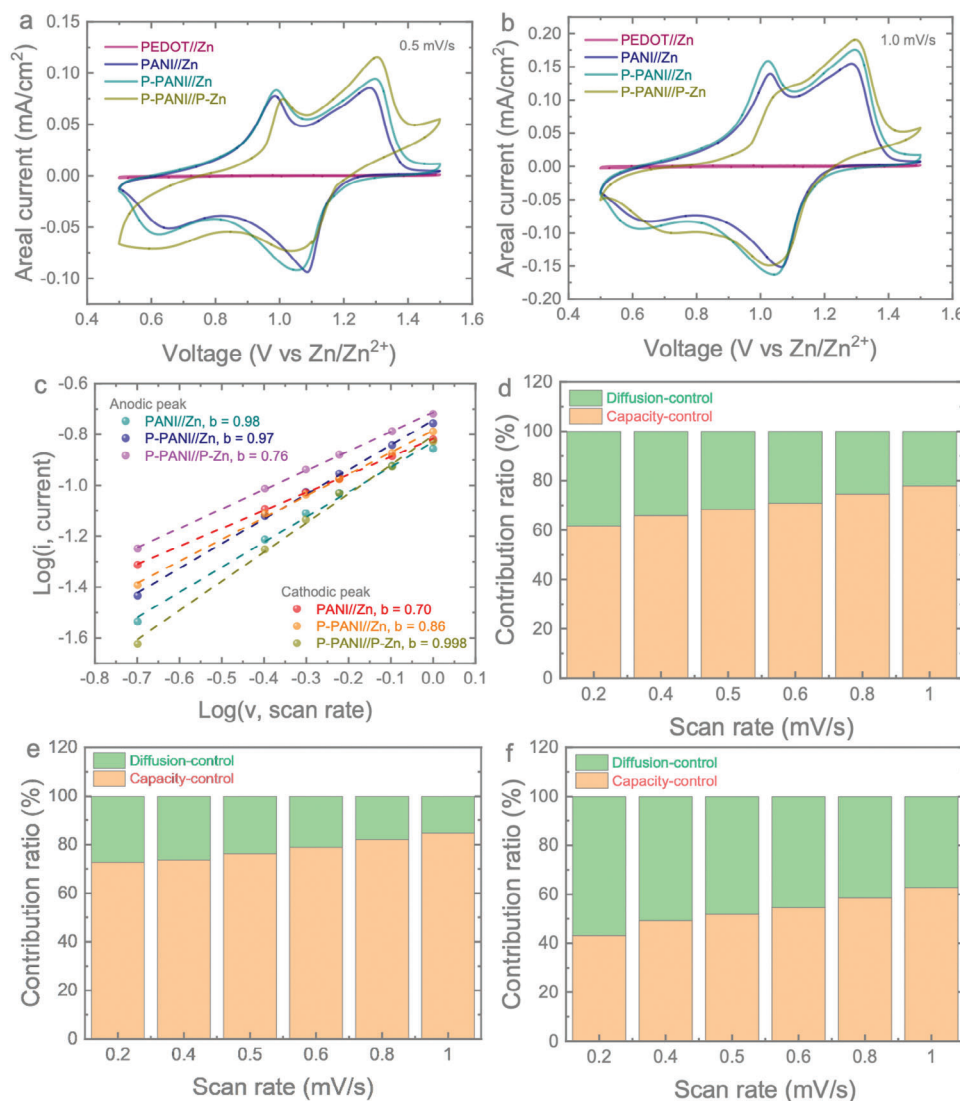 a
0.5 mV/s
PEDOT//Zn
PANI//Zn
P-PANI//Zn
P-PANI//P-Zn
0.15
0.10
0.05
0.00
-0.05
-0.10
Areal current (mA/cm²)
0.4 0.6 0.8 1.0 1.2 1.4 1.6
Voltage (V vs Zn/Zn²⁺)
b
1.0 mV/s
PEDOT//Zn
PANI//Zn
P-PANI//Zn
P-PANI//P-Zn
0.20
0.15
0.10
0.05
0.00
-0.05
-0.10
-0.15
-0.20
Areal current (mA/cm²)
0.4 0.6 0.8 1.0 1.2 1.4 1.6
Voltage (V vs Zn/Zn²⁺)
c
Anodic peak
PANI//Zn, b = 0.98
P-PANI//Zn, b = 0.97
P-PANI//P-Zn, b = 0.76
Cathodic peak
PANI//Zn, b = 0.70
P-PANI//Zn, b = 0.86
P-PANI//P-Zn, b = 0.998
-0.6
-0.8
-1.0
-1.2
-1.4
-1.6
Log(i, current)
-0.8 -0.7 -0.6 -0.5 -0.4 -0.3 -0.2 -0.1 0.0 0.1
Log(v, scan rate)
d
Diffusion-control
Capacity-control
120
100
80
60
40
20
0
Contribution ratio (%)
0.2 0.4 0.5 0.6 0.8 1
Scan rate (mV/s)
e
Diffusion-control
Capacity-control
120
100
80
60
40
20
0
Contribution ratio (%)
0.2 0.4 0.5 0.6 0.8 1
Scan rate (mV/s)
f
Diffusion-control
Capacity-control
120
100
80
60
40
20
0
Contribution ratio (%)
0.2 0.4 0.5 0.6 0.8 1
Scan rate (mV/s)